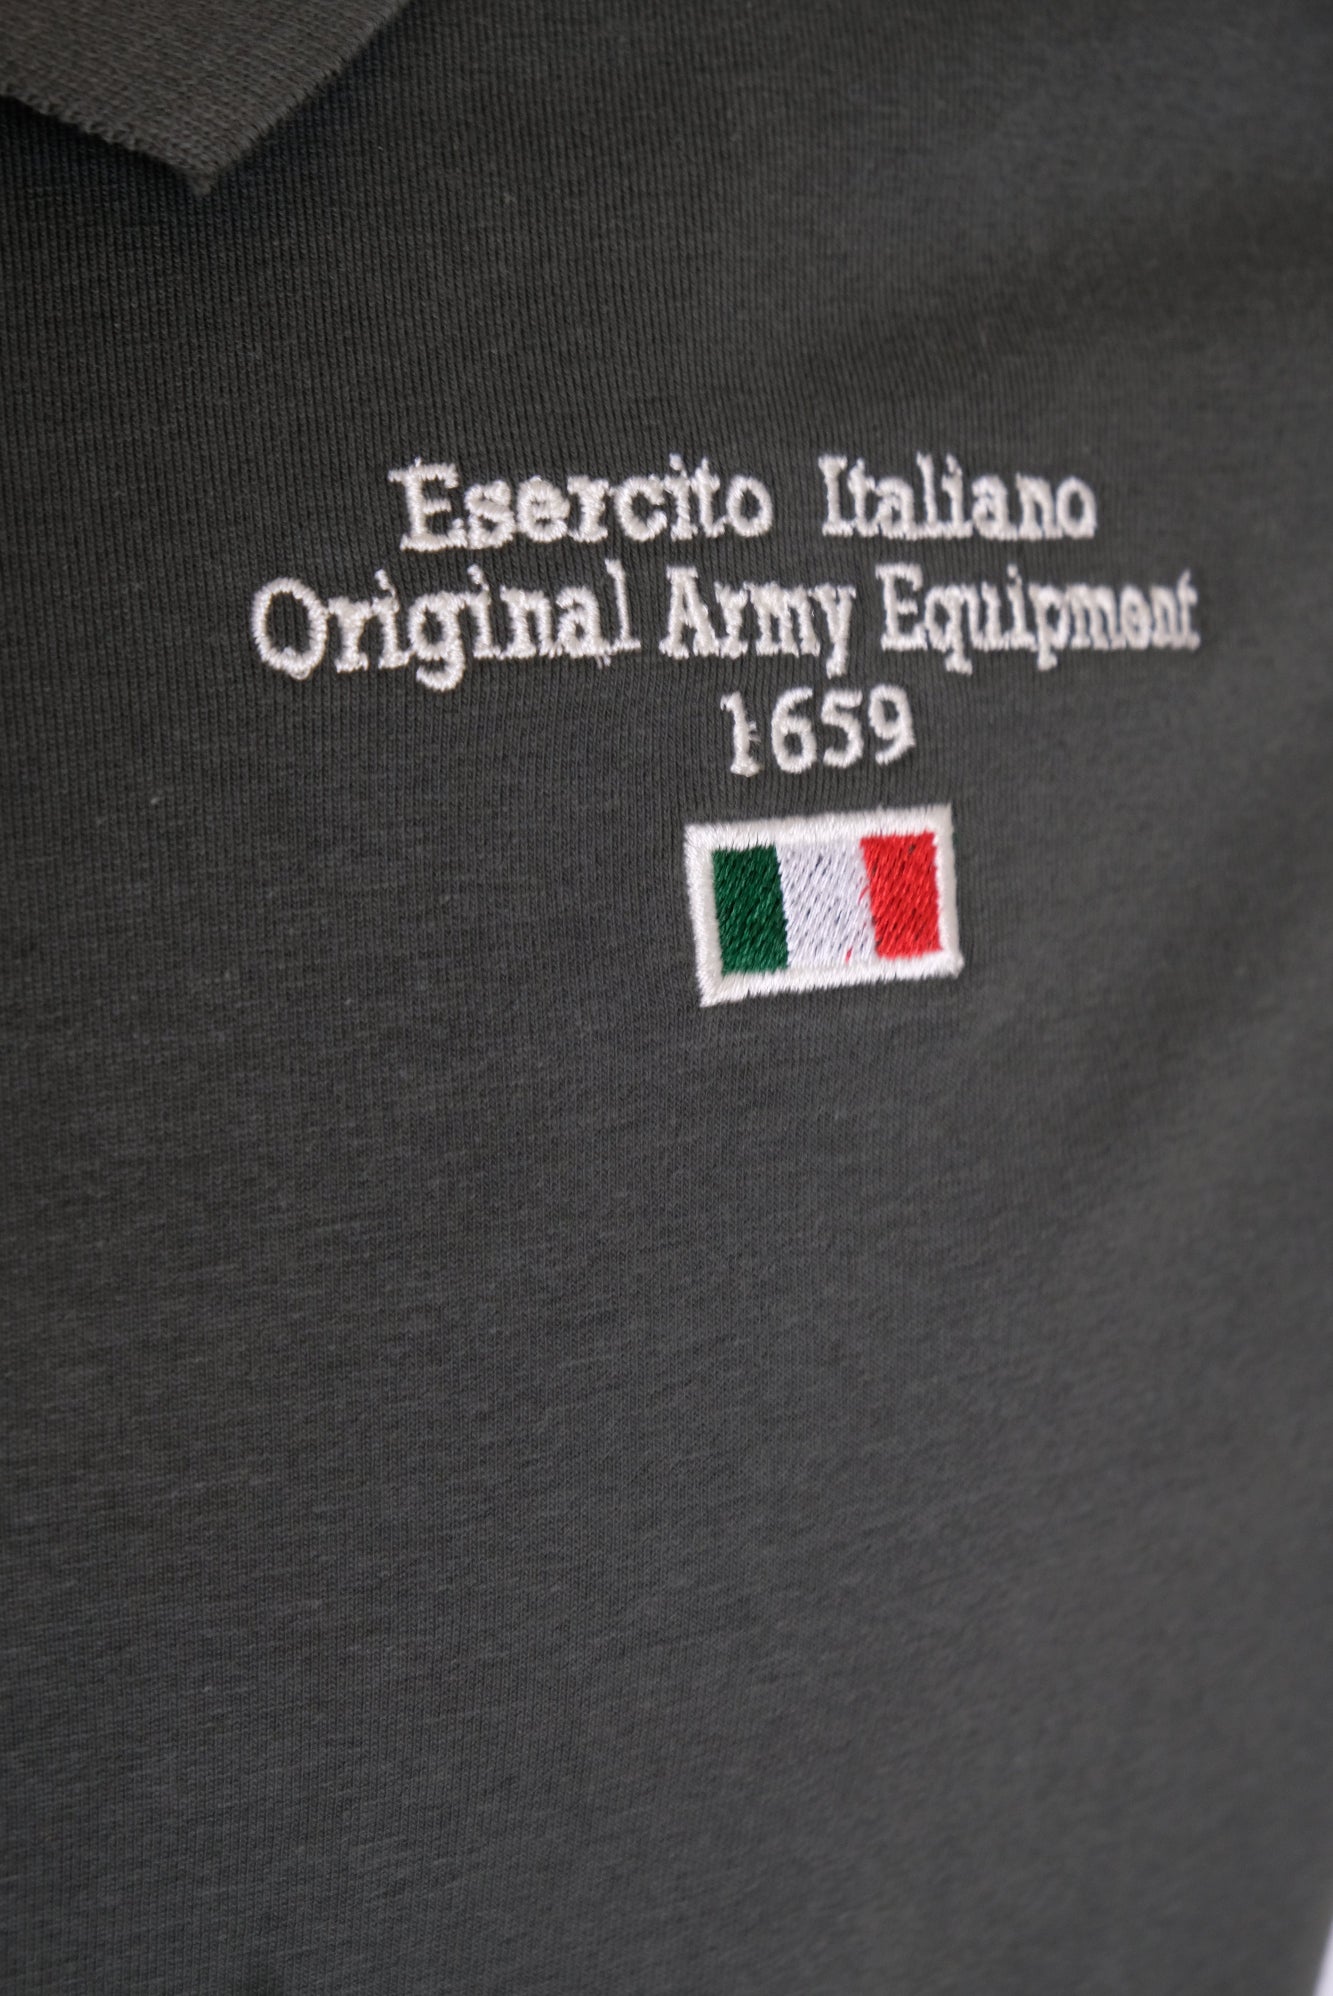 Esercito Italiano
Original Army Equipment
1659